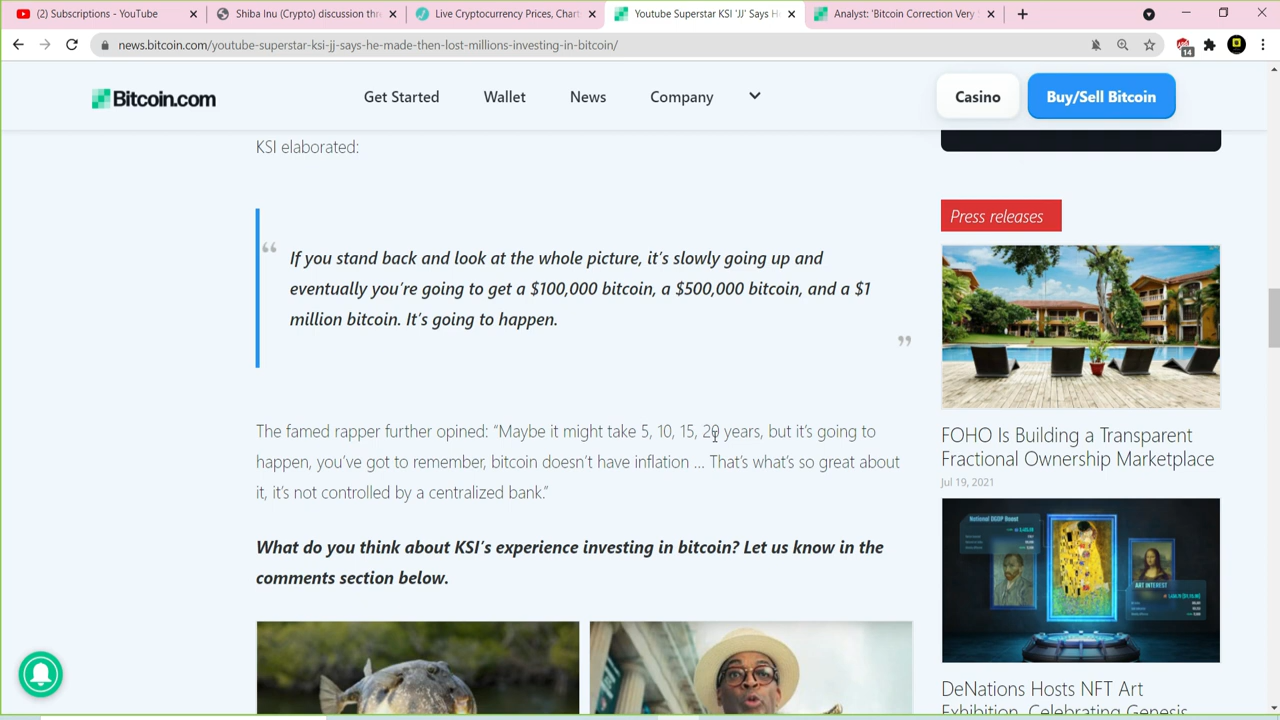 (2) Subscriptions - YouTube
Shiba Inu (Crypto) discussion thr
Live Cryptocurrency Prices, Chart
Youtube Superstar KSI 'JJ' Says H
Analyst: 'Bitcoin Correction Very
news.bitcoin.com/youtube-superstar-ksi-jj-says-he-made-then-lost-millions-investing-in-bitcoin/
14
Bitcoin.com
Get Started
Wallet
News
Company
Casino
Buy/Sell Bitcoin
KSI elaborated:
“
If you stand back and look at the whole picture, it’s slowly going up and
eventually you’re going to get a $100,000 bitcoin, a $500,000 bitcoin, and a $1
million bitcoin. It’s going to happen.
”
The famed rapper further opined: “Maybe it might take 5, 10, 15, 20 years, but it’s going to
happen, you’ve got to remember, bitcoin doesn’t have inflation … That’s what’s so great about
it, it’s not controlled by a centralized bank.”
What do you think about KSI’s experience investing in bitcoin? Let us know in the
comments section below.
Press releases
FOHO Is Building a Transparent
Fractional Ownership Marketplace
Jul 19, 2021
ART INTEREST
DeNations Hosts NFT Art
Exhibition, Celebrating Genesis